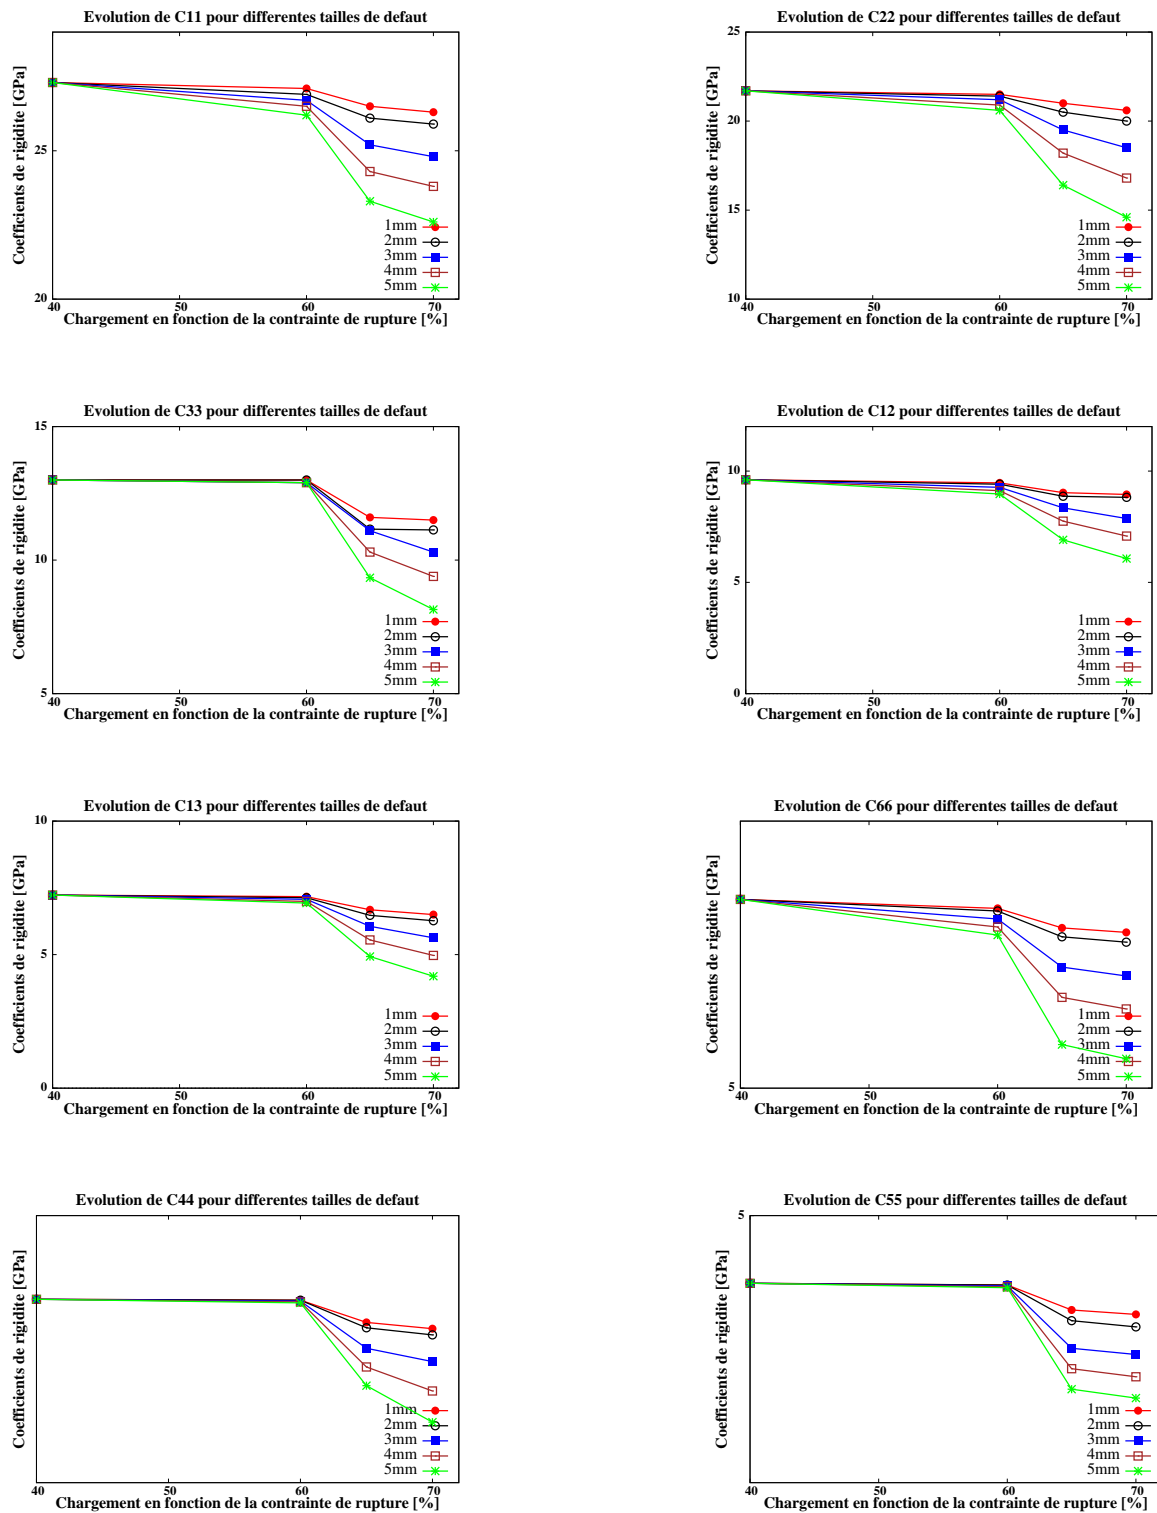 Evolution de C11 pour differentes tailles de defaut
Coefficients de rigidite [GPa]
25
20
1mm
2mm
3mm
4mm
5mm
40 50 60 70
Chargement en fonction de la contrainte de rupture [%]
Evolution de C22 pour differentes tailles de defaut
Coefficients de rigidite [GPa]
25
20
15
10
1mm
2mm
3mm
4mm
5mm
40 50 60 70
Chargement en fonction de la contrainte de rupture [%]
Evolution de C33 pour differentes tailles de defaut
Coefficients de rigidite [GPa]
15
10
5
1mm
2mm
3mm
4mm
5mm
40 50 60 70
Chargement en fonction de la contrainte de rupture [%]
Evolution de C12 pour differentes tailles de defaut
Coefficients de rigidite [GPa]
10
5
0
1mm
2mm
3mm
4mm
5mm
40 50 60 70
Chargement en fonction de la contrainte de rupture [%]
Evolution de C13 pour differentes tailles de defaut
Coefficients de rigidite [GPa]
10
5
0
1mm
2mm
3mm
4mm
5mm
40 50 60 70
Chargement en fonction de la contrainte de rupture [%]
Evolution de C66 pour differentes tailles de defaut
Coefficients de rigidite [GPa]
5
1mm
2mm
3mm
4mm
5mm
40 50 60 70
Chargement en fonction de la contrainte de rupture [%]
Evolution de C44 pour differentes tailles de defaut
Coefficients de rigidite [GPa]
1mm
2mm
3mm
4mm
5mm
40 50 60 70
Chargement en fonction de la contrainte de rupture [%]
Evolution de C55 pour differentes tailles de defaut
Coefficients de rigidite [GPa]
5
1mm
2mm
3mm
4mm
5mm
40 50 60 70
Chargement en fonction de la contrainte de rupture [%]